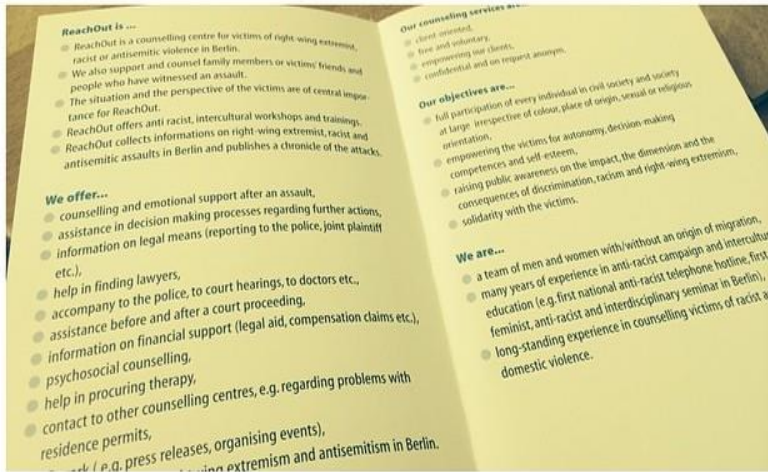 ReachOut is ...
ReachOut is a counselling centre for victims of right-wing extremist,
racist or antisemitic violence in Berlin.
We also support and counsel family members or victims' friends and
people who have witnessed an assault.
The situation and the perspective of the victims are of central impor-
tance for ReachOut.
ReachOut offers anti racist, intercultural workshops and trainings.
ReachOut collects informations on right-wing extremist, racist and
antisemitic assaults in Berlin and publishes a chronicle of the attacks.
We offer...
counselling and emotional support after an assault,
assistance in decision making processes regarding further actions,
information on legal means (reporting to the police, joint plaintiff
etc.),
help in finding lawyers,
accompany to the police, to court hearings, to doctors etc.,
assistance before and after a court proceeding,
information on financial support (legal aid, compensation claims etc.),
psychosocial counselling,
help in procuring therapy,
contact to other counselling centres, e.g. regarding problems with
residence permits,
(e.g. press releases, organising events),
extremism and antisemitism in Berlin.
Our counseling services
client-oriented,
free and voluntary,
empowering our clients,
confidential and on request anonym.
Our objectives are...
full participation of every individual in civil society and society
at large irrespective of colour, place of origin, sexual or religious
orientation,
empowering the victims for autonomy, decision-making
competences and self-esteem,
raising public awareness on the impact, the dimension and the
consequences of discrimination, racism and right-wing extremism,
solidarity with the victims.
We are...
a team of men and women with/without an origin of migration,
many years of experience in anti-racist campaign and
education (e.g. first national anti-racist telephone hotline, first
feminist, anti-racist and interdisciplinary seminar in Berlin),
long-standing experience in counselling victims of racist
domestic violence.